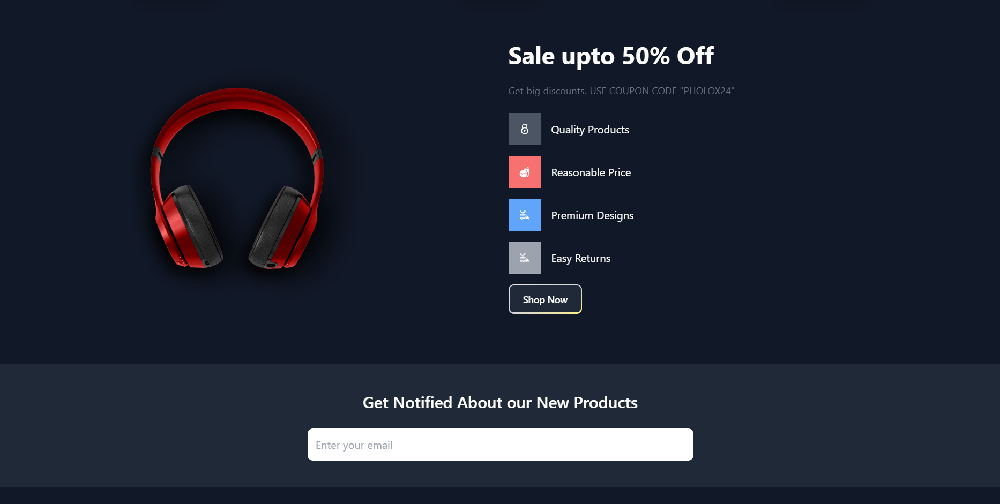 Sale upto 50% Off
Get big discounts. USE COUPON CODE "PHOLOX24"
Quality Products
Reasonable Price
Premium Designs
Easy Returns
Shop Now
Get Notified About our New Products
Enter your email